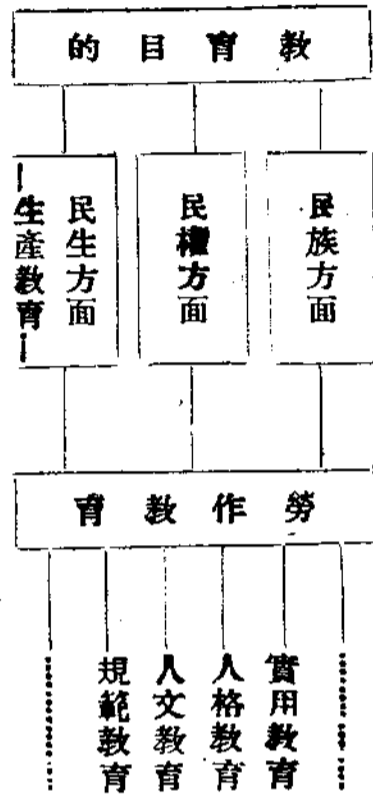 教育目的
民族方面
民權方面
民生方面
—生產教育—
勞作教育
…………
實用教育
人格教育
人文教育
規範教育
…………